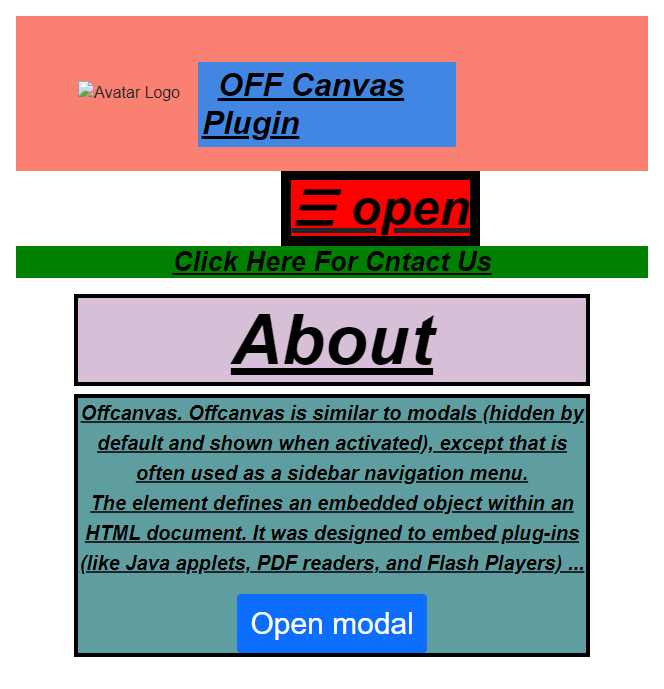 Avatar Logo
OFF Canvas
Plugin
☰ open
Click Here For Cntact Us
About
Offcanvas. Offcanvas is similar to modals (hidden by
default and shown when activated), except that is
often used as a sidebar navigation menu.
The element defines an embedded object within an
HTML document. It was designed to embed plug-ins
(like Java applets, PDF readers, and Flash Players) ...
Open modal